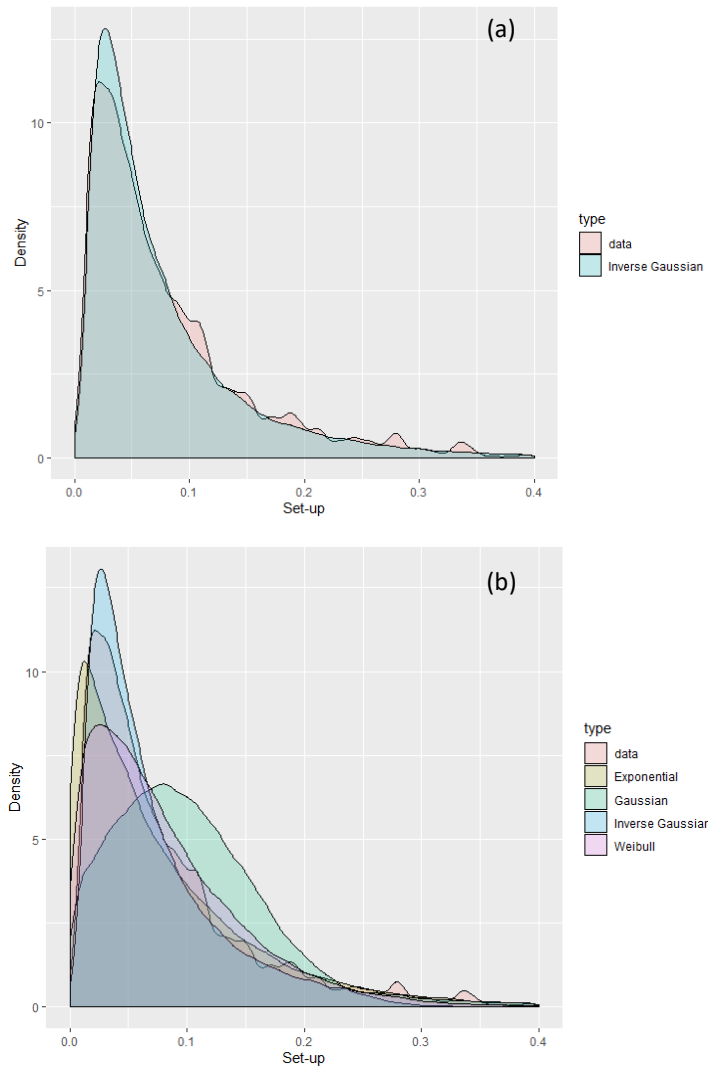 (a)
10
5
0
Density
0.0 0.1 0.2 0.3 0.4
Set-up
type
data
Inverse Gaussian
(b)
10
5
0
Density
0.0 0.1 0.2 0.3 0.4
Set-up
type
data
Exponential
Gaussian
Inverse Gaussian
Weibull